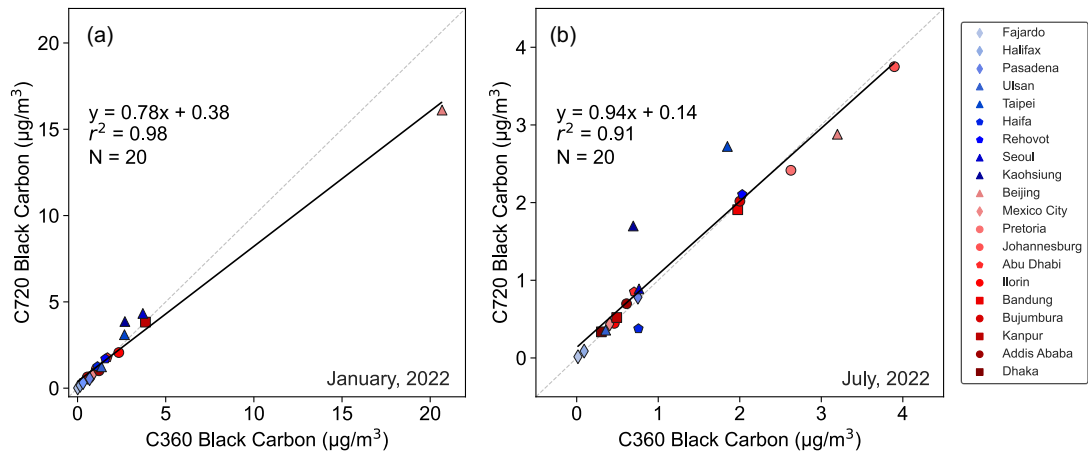 (a)
y = 0.78x + 0.38
r² = 0.98
N = 20
January, 2022
C720 Black Carbon (µg/m³)
20
15
10
5
0
0 5 10 15 20
C360 Black Carbon (µg/m³)
(b)
y = 0.94x + 0.14
r² = 0.91
N = 20
July, 2022
C720 Black Carbon (µg/m³)
4
3
2
1
0
0 1 2 3 4
C360 Black Carbon (µg/m³)
Fajardo
Halifax
Pasadena
Ulsan
Taipei
Haifa
Rehovot
Seoul
Kaohsiung
Beijing
Mexico City
Pretoria
Johannesburg
Abu Dhabi
Ilorin
Bandung
Bujumbura
Kanpur
Addis Ababa
Dhaka